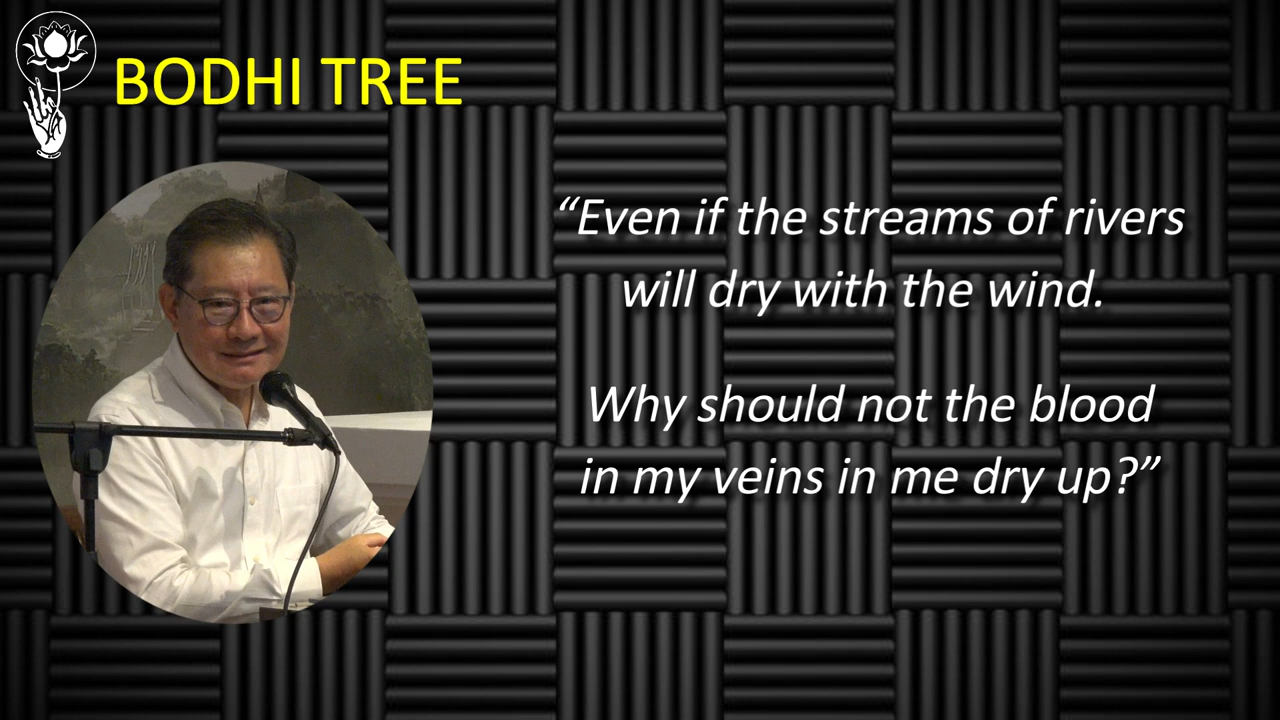 BODHI TREE
“Even if the streams of rivers
will dry with the wind.
Why should not the blood
in my veins in me dry up?”